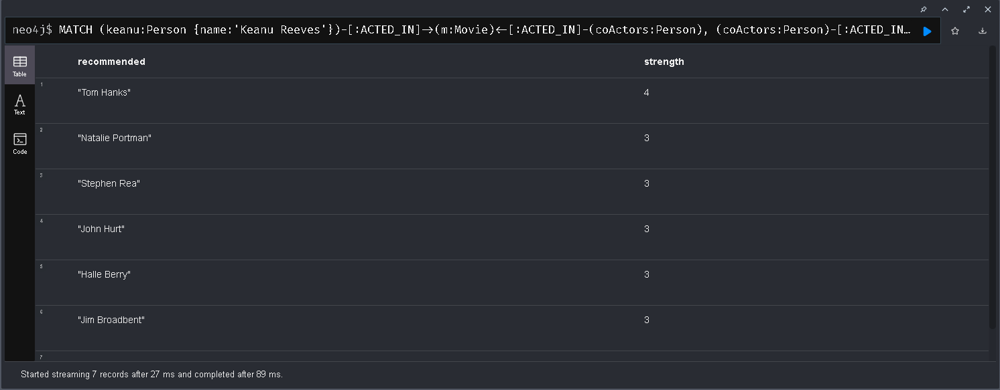 neo4j$ MATCH (keanu:Person {name:'Keanu Reeves'})-[:ACTED_IN]→(m:Movie)←[:ACTED_IN]-(coActors:Person), (coActors:Person)-[:ACTED_IN…
Table
Text
Code
recommended strength
1 "Tom Hanks" 4
2 "Natalie Portman" 3
3 "Stephen Rea" 3
4 "John Hurt" 3
5 "Halle Berry" 3
6 "Jim Broadbent" 3
7
Started streaming 7 records after 27 ms and completed after 89 ms.